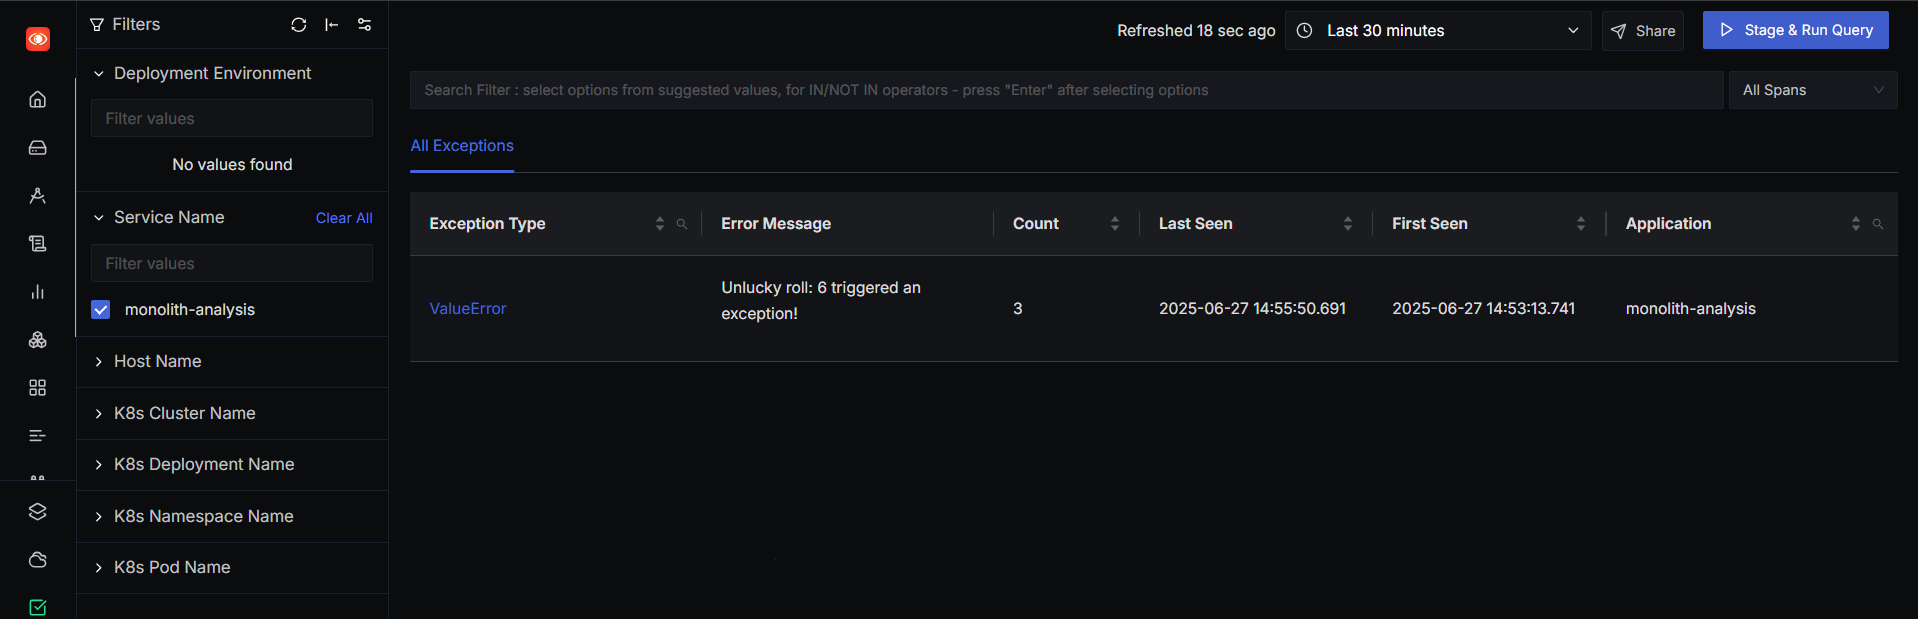 Filters
Deployment Environment
Filter values
No values found
Service Name
Clear All
Filter values
monolith-analysis
Host Name
K8s Cluster Name
K8s Deployment Name
K8s Namespace Name
K8s Pod Name
Refreshed 18 sec ago
Last 30 minutes
Share
Stage & Run Query
Search Filter : select options from suggested values, for IN/NOT IN operators - press "Enter" after selecting options
All Spans
All Exceptions
Exception Type
Error Message
Count
Last Seen
First Seen
Application
ValueError
Unlucky roll: 6 triggered an
exception!
3
2025-06-27 14:55:50.691
2025-06-27 14:53:13.741
monolith-analysis